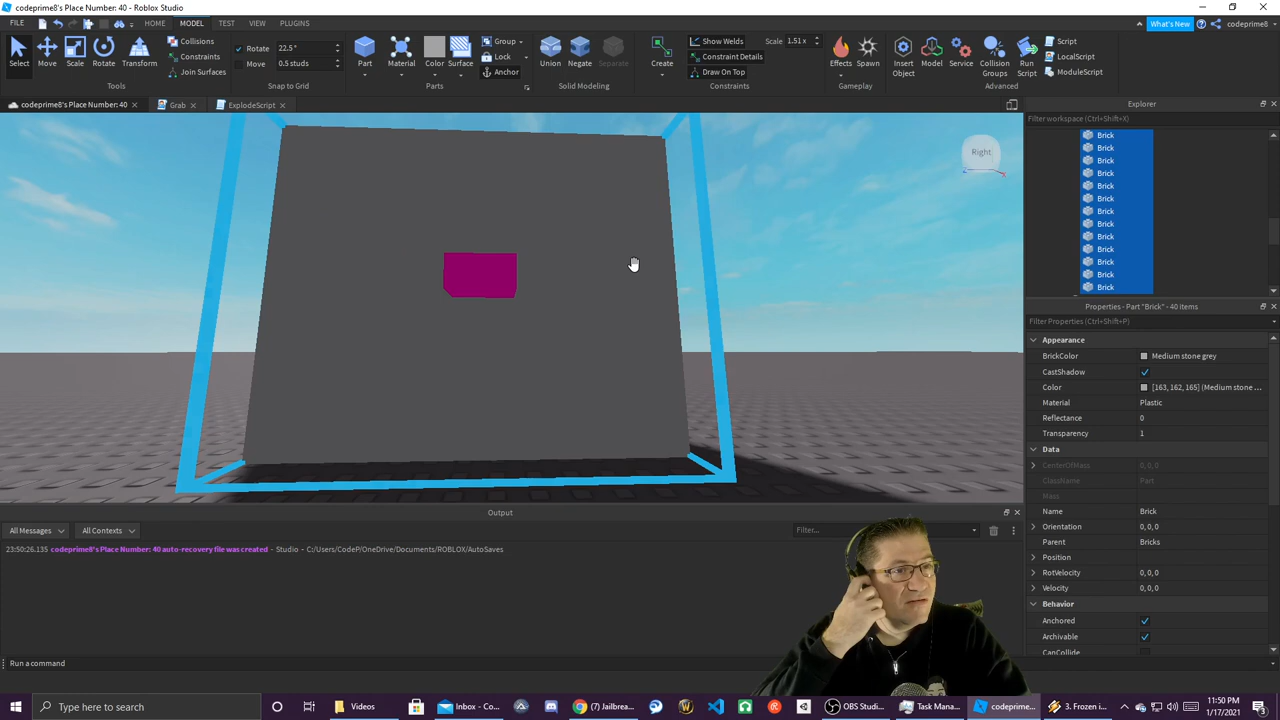 codeprime8's Place Number: 40 - Roblox Studio
FILE
HOME
MODEL
TEST
VIEW
PLUGINS
What's New
codeprime8
Select
Move
Scale
Rotate
Transform
Collisions
Constraints
Join Surfaces
Tools
Rotate 22.5°
Move 0.5 studs
Snap to Grid
Part
Material
Color
Surface
Group
Lock
Anchor
Parts
Union
Negate
Separate
Solid Modeling
Create
Show Welds
Constraint Details
Draw On Top
Scale 1.51 x
Constraints
Effects
Spawn
Gameplay
Insert Object
Model
Service
Collision Groups
Run Script
Script
LocalScript
ModuleScript
Advanced
codeprime8's Place Number: 40
Grab
ExplodeScript
Right
Explorer
Filter workspace (Ctrl+Shift+X)
Brick
Brick
Brick
Brick
Brick
Brick
Brick
Brick
Brick
Brick
Brick
Brick
Brick
Properties - Part "Brick" - 40 Items
Filter Properties (Ctrl+Shift+P)
Appearance
BrickColor Medium stone grey
CastShadow
Color [163, 162, 165] (Medium stone ...
Material Plastic
Reflectance 0
Transparency 1
Data
CenterOfMass 0, 0, 0
ClassName Part
Mass
Name Brick
Orientation 0, 0, 0
Parent Bricks
Position
RotVelocity 0, 0, 0
Velocity 0, 0, 0
Behavior
Anchored
Archivable
CanCollide
Output
All Messages
All Contexts
Filter...
23:50:26.135 codeprime8's Place Number: 40 auto-recovery file was created - Studio - C:/Users/CodeP/OneDrive/Documents/ROBLOX/AutoSaves
Run a command
Type here to search
Videos
Inbox - Co...
(7) Jailbrea...
OBS Studi...
Task Mana...
codeprime...
3. Frozen i...
11:50 PM
1/17/2021